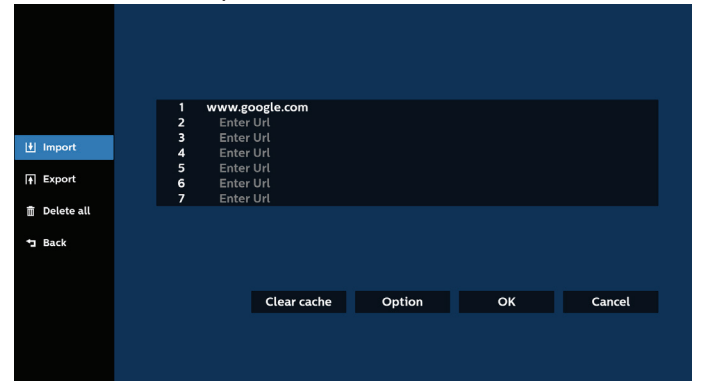 1 www.google.com
2 Enter Url
3 Enter Url
4 Enter Url
5 Enter Url
6 Enter Url
7 Enter Url
Import
Export
Delete all
Back
Clear cache Option OK Cancel